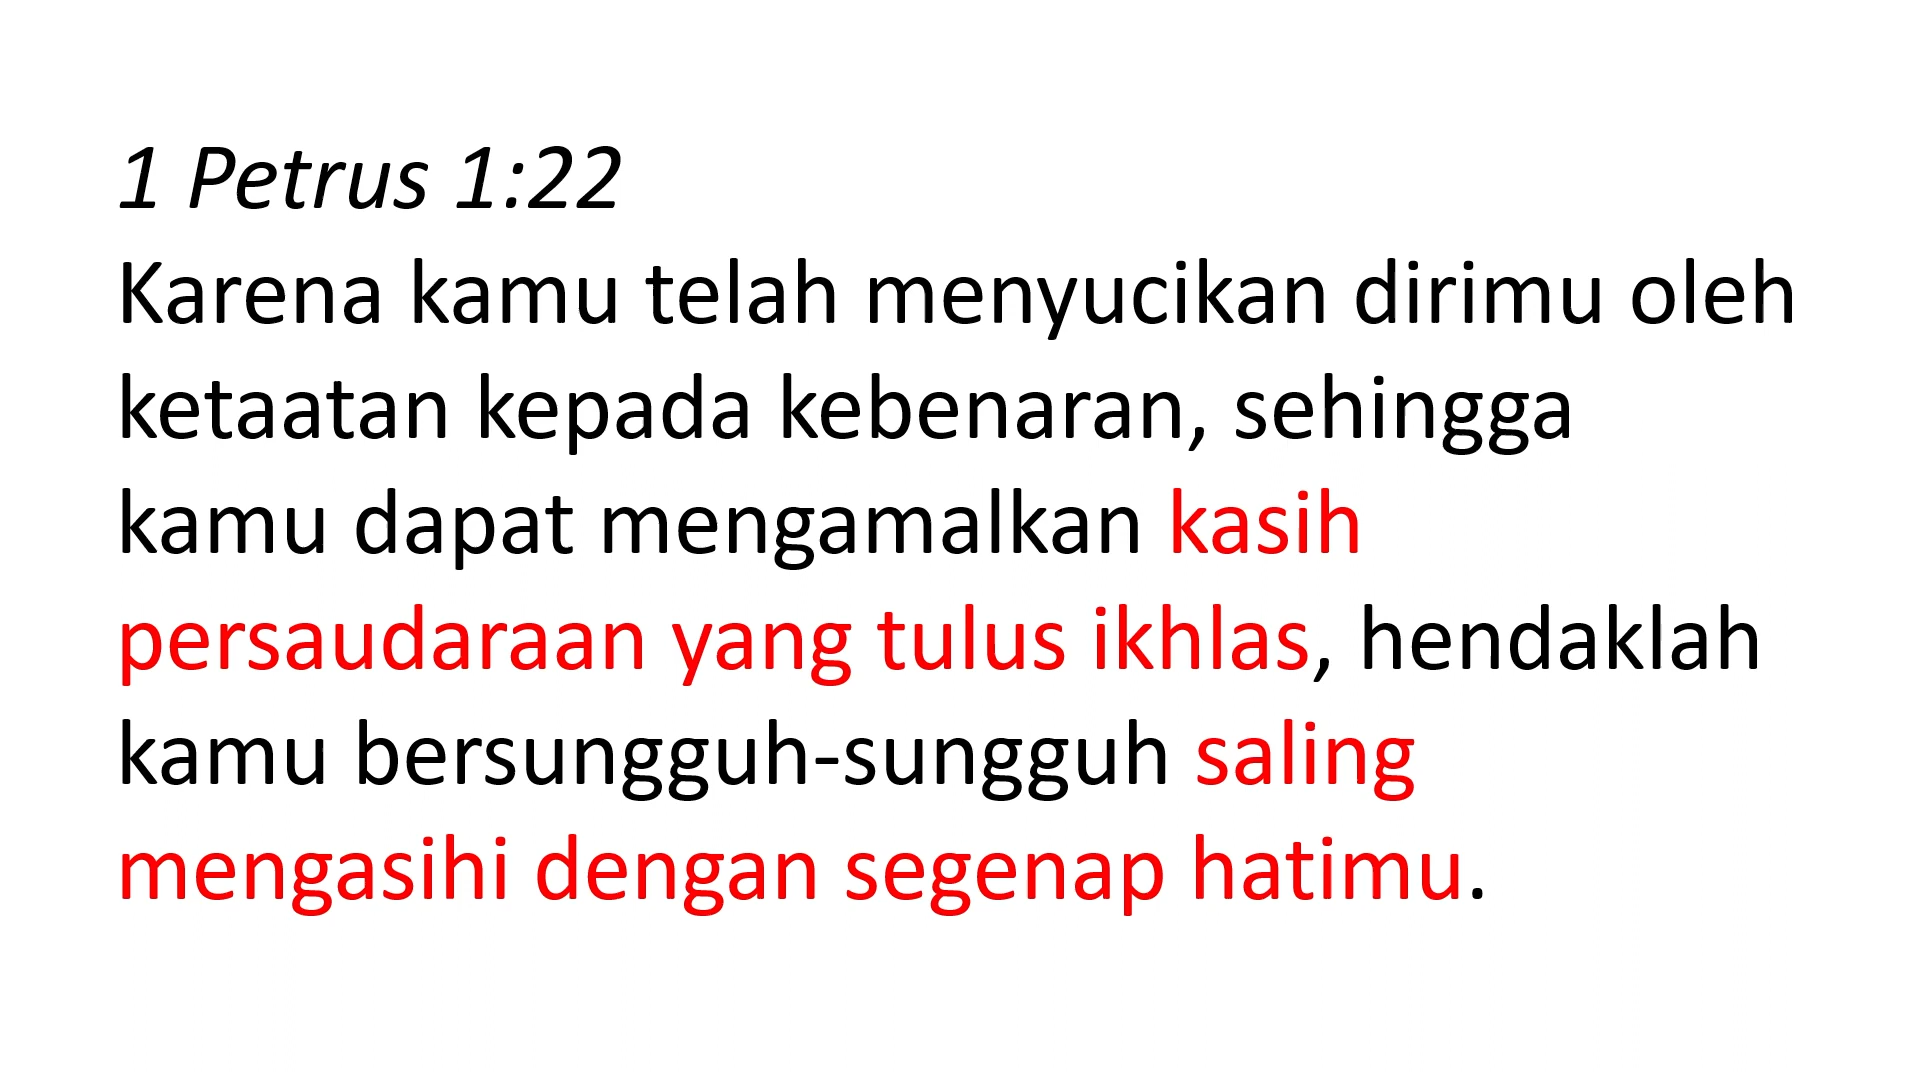 1 Petrus 1:22
Karena kamu telah menyucikan dirimu oleh
ketaatan kepada kebenaran, sehingga
kamu dapat mengamalkan kasih
persaudaraan yang tulus ikhlas, hendaklah
kamu bersungguh-sungguh saling
mengasihi dengan segenap hatimu.